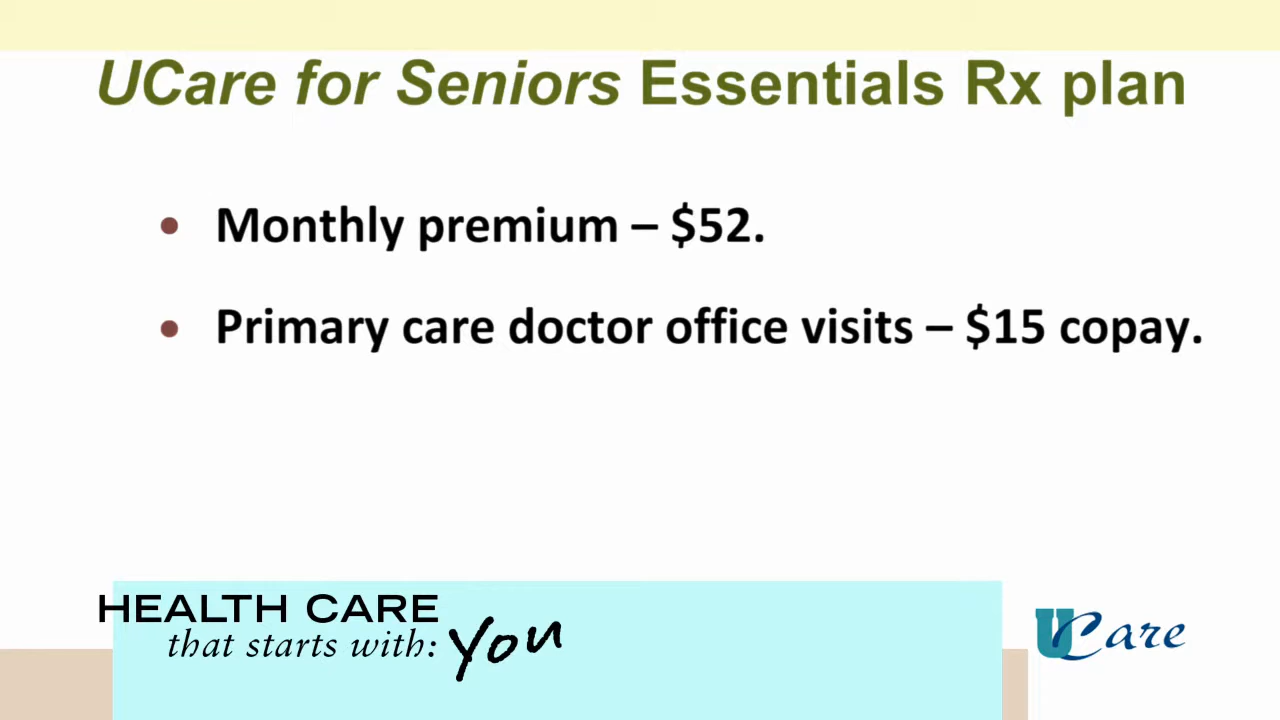 UCare for Seniors Essentials Rx plan
• Monthly premium – $52.
• Primary care doctor office visits – $15 copay.
HEALTH CARE
that starts with: You
UCare